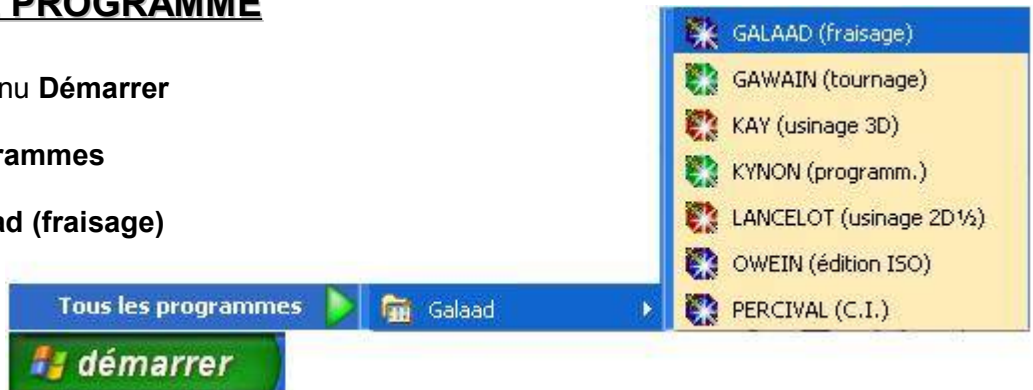 PROGRAMME
nu Démarrer
rammes
ad (fraisage)
GALAAD (fraisage)
GAWAIN (tournage)
KAY (usinage 3D)
KYNON (programm.)
LANCELOT (usinage 2D½)
OWEIN (édition ISO)
PERCIVAL (C.I.)
Tous les programmes
Galaad
démarrer